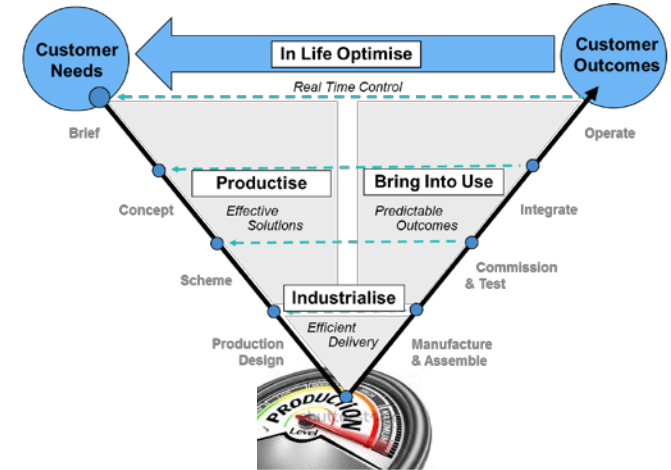 Customer
Needs
In Life Optimise
Customer
Outcomes
Real Time Control
Brief
Operate
Productise
Bring Into Use
Concept
Effective
Solutions
Predictable
Outcomes
Integrate
Scheme
Commission
& Test
Industrialise
Production
Design
Efficient
Delivery
Manufacture
& Assemble
PRODUCTION
Level
MAXIMUM